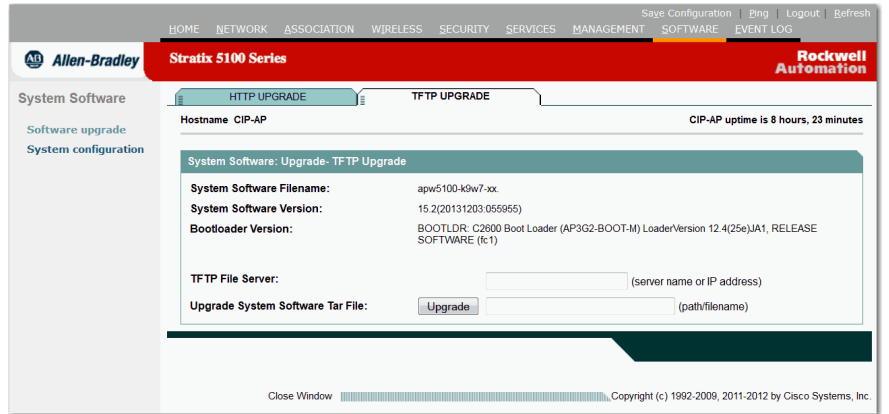 Save Configuration | Ping | Logout | Refresh
HOME NETWORK ASSOCIATION WIRELESS SECURITY SERVICES MANAGEMENT SOFTWARE EVENT LOG
AB Allen-Bradley
Stratix 5100 Series
Rockwell
Automation
System Software
Software upgrade
System configuration
HTTP UPGRADE
TFTP UPGRADE
Hostname CIP-AP
CIP-AP uptime is 8 hours, 23 minutes
System Software: Upgrade- TFTP Upgrade
System Software Filename: apw5100-k9w7-xx.
System Software Version: 15.2(20131203:055955)
Bootloader Version: BOOTLDR: C2600 Boot Loader (AP3G2-BOOT-M) LoaderVersion 12.4(25e)JA1, RELEASE
SOFTWARE (fc1)
TFTP File Server: (server name or IP address)
Upgrade System Software Tar File: Upgrade (path/filename)
Close Window Copyright (c) 1992-2009, 2011-2012 by Cisco Systems, Inc.